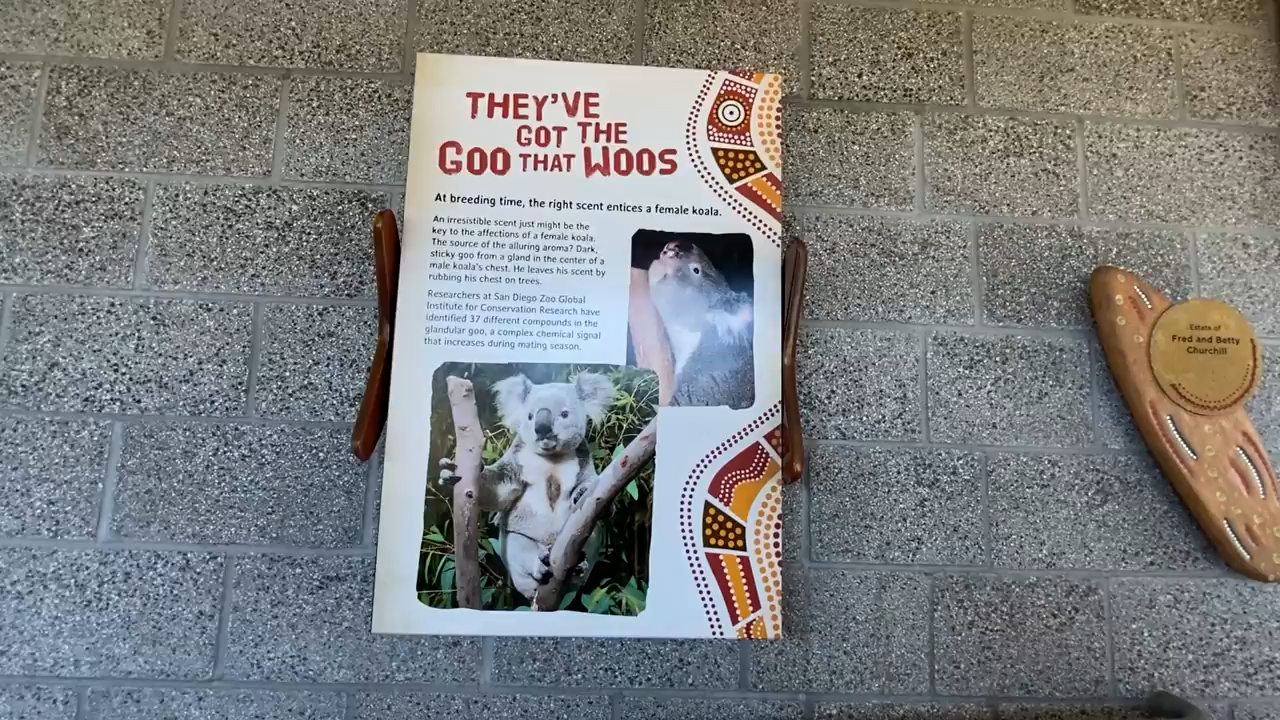 THEY'VE
GOT THE
GOO THAT WOOS
At breeding time, the right scent entices a female koala.
An irresistible scent just might be the
key to the affections of a female koala.
The source of the alluring aroma? Dark,
sticky goo from a gland in the center of a
male koala's chest. He leaves his scent by
rubbing his chest on trees.
Researchers at San Diego Zoo Global
Institute for Conservation Research have
identified 37 different compounds in the
glandular goo, a complex chemical signal
that increases during mating season.
Estate of
Fred and Betty
Churchill